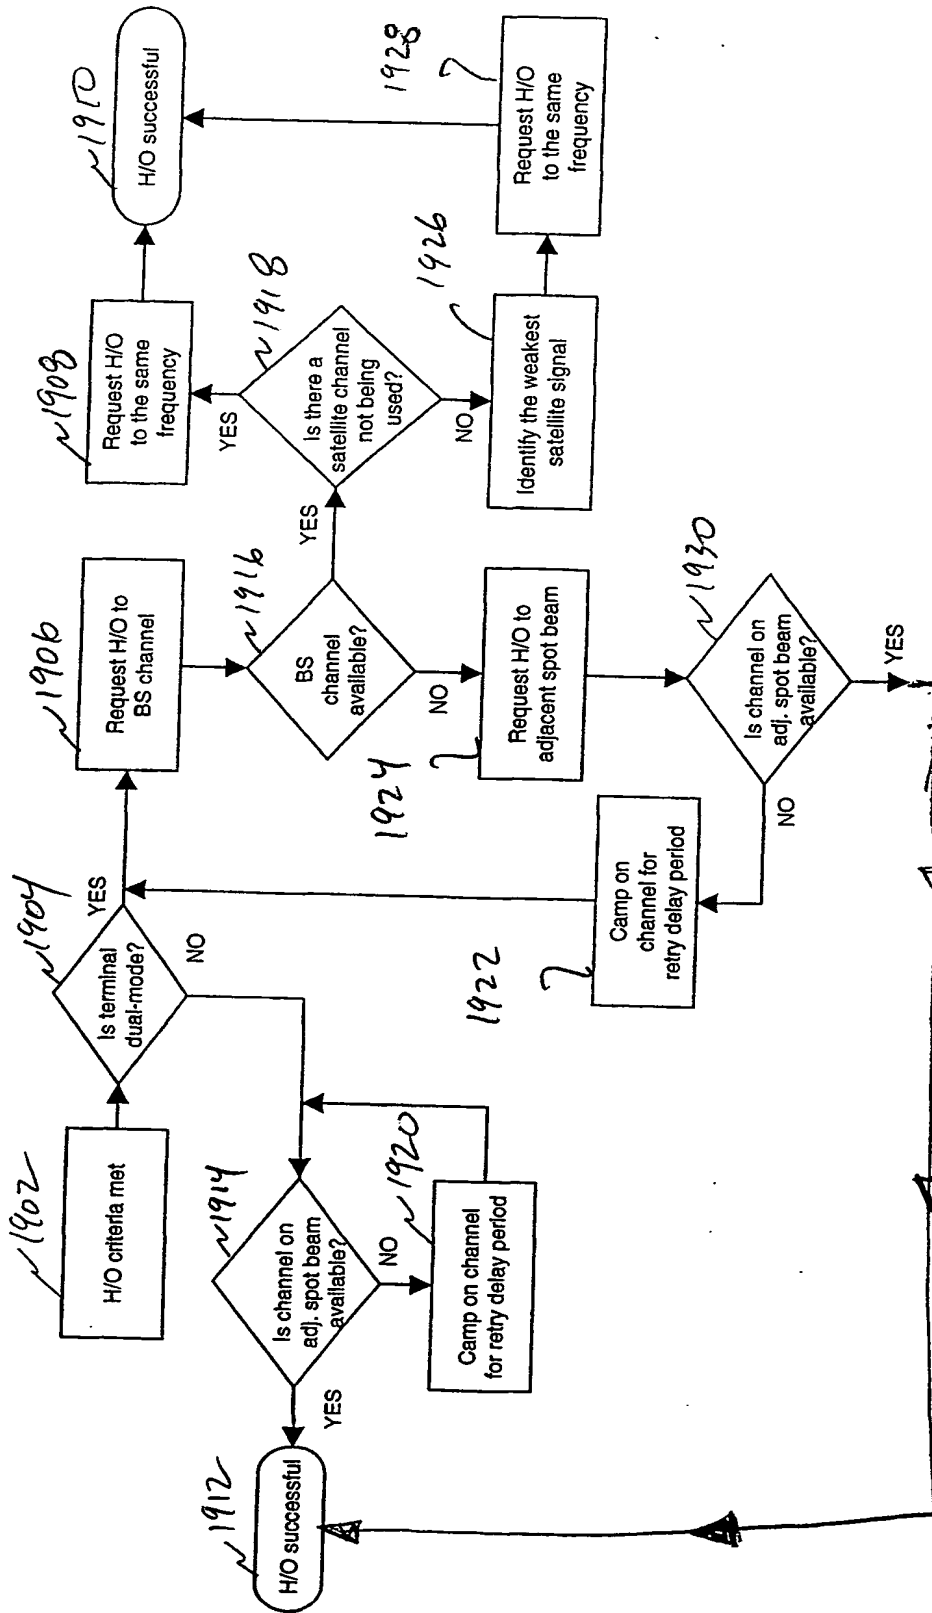 1902
H/O criteria met
1904
Is terminal
dual-mode?
YES
NO
1906
Request H/O to
BS channel
1908
Request H/O
to the same
frequency
1910
H/O successful
1912
H/O successful
YES
1914
Is channel on
adj. spot beam
available?
NO
1920
Camp on channel
for retry delay period
1916
BS
channel
available?
YES
NO
1918
Is there a
satellite channel
not being
used?
YES
NO
1922
Camp on
channel for
retry delay period
1924
Request H/O to
adjacent spot beam
1926
Identify the weakest
satellite signal
1928
Request H/O
to the same
frequency
1930
Is channel on
adj. spot beam
available?
NO
YES